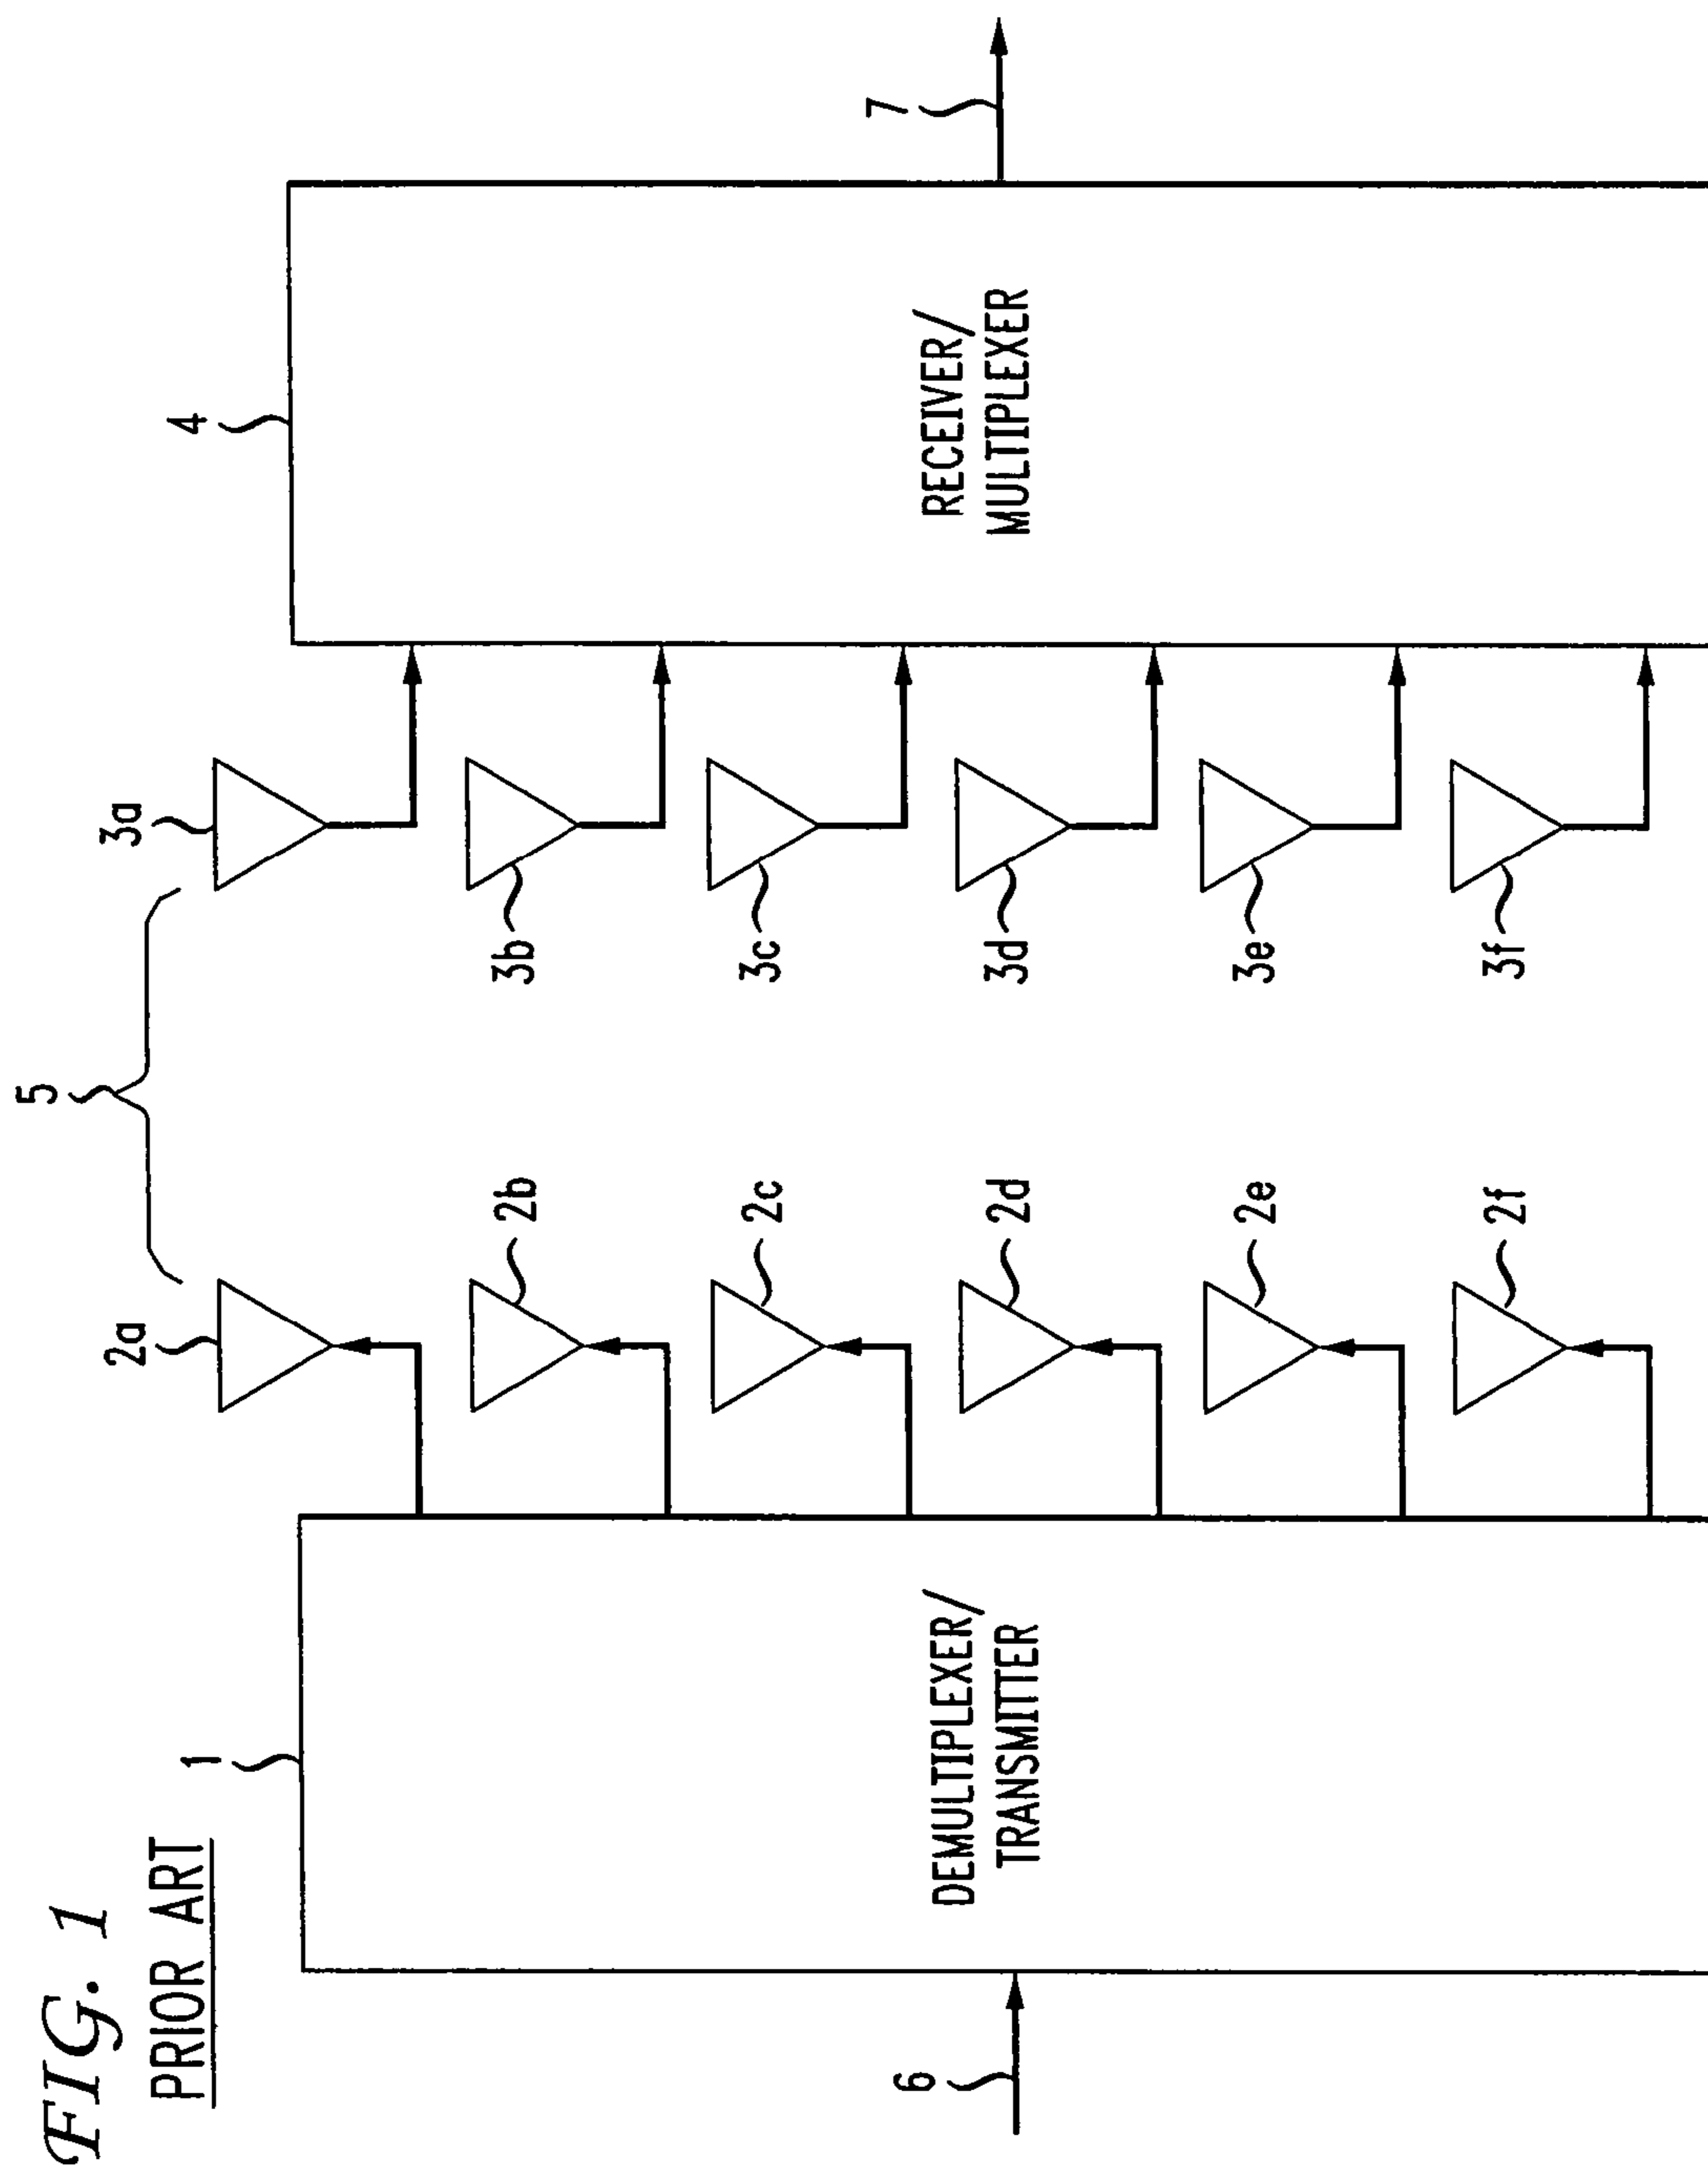 FIG. 1
PRIOR ART
5
2a
3a
1
4
2b
3b
2c
3c
6
DEMULTIPLEXER/
TRANSMITTER
2d
3d
RECEIVER/
MULTIPLEXER
7
2e
3e
2f
3f